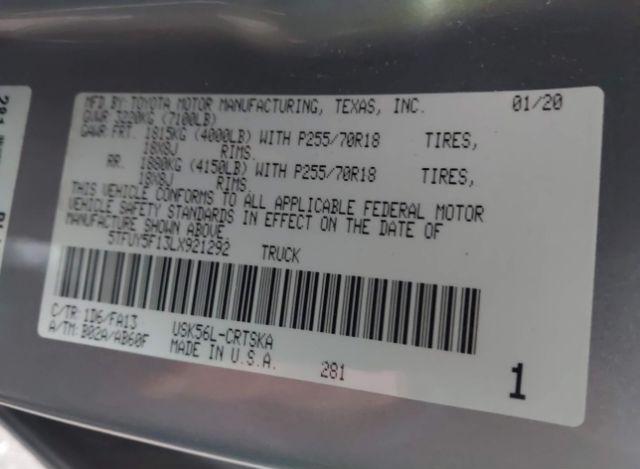 MFD. BY: TOYOTA MOTOR MANUFACTURING, TEXAS, INC. 01/20
GVWR 3220KG (7100LB)
GAWR FRT. 1815KG (4000LB) WITH P255/70R18 TIRES,
18X8J RIMS.
RR. 1880KG (4150LB) WITH P255/70R18 TIRES,
18X8J RIMS.
THIS VEHICLE CONFORMS TO ALL APPLICABLE FEDERAL MOTOR
VEHICLE SAFETY STANDARDS IN EFFECT ON THE DATE OF
MANUFACTURE SHOWN ABOVE.
5TFUY5F13LX921292 TRUCK
C/TR: 1D6/FA13 USK56L-CRTSKA
A/TM: B02A/AB60F MADE IN U.S.A. 281 1